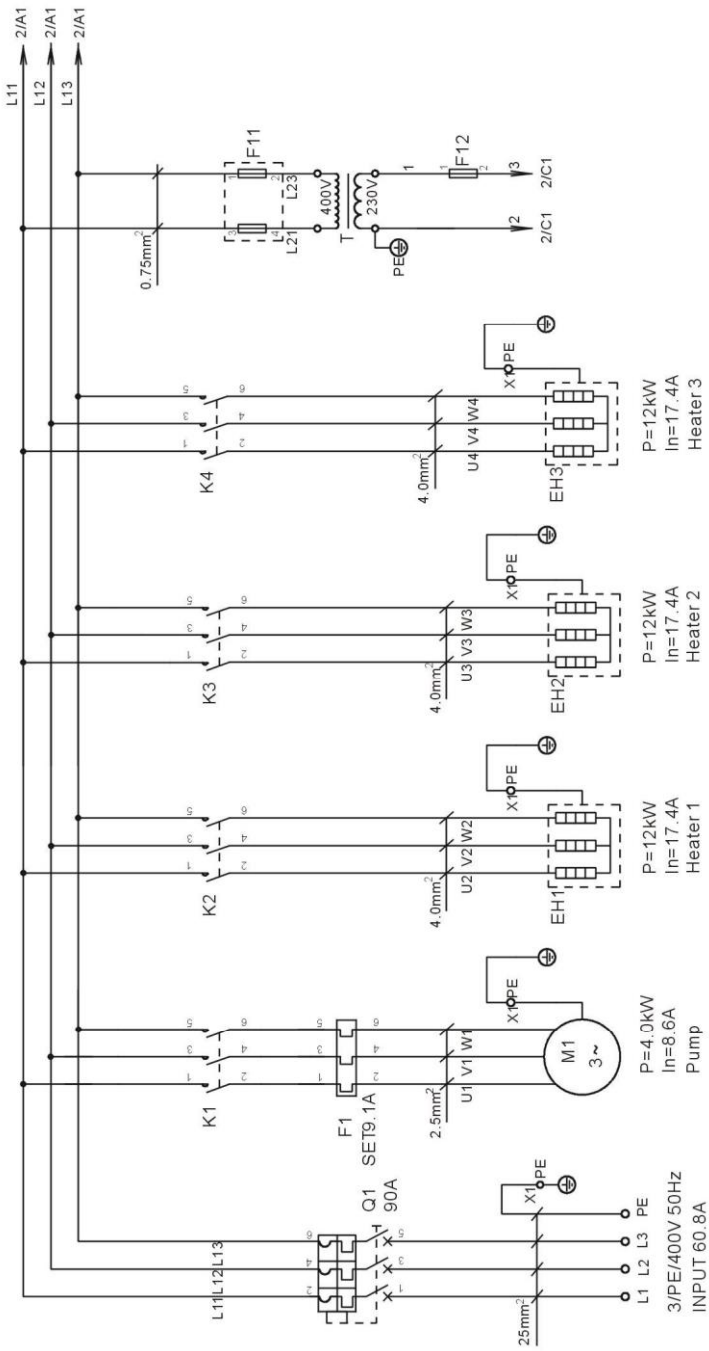 L11 2/A1
L12 2/A1
L13 2/A1
L11 L12 L13
2 4 6
Q1
90A
1 3 5
25mm²
X1 PE
L1 L2 L3 PE
3/PE/400V 50Hz
INPUT 60.8A
K1
1 3 5
2 4 6
F1
SET9.1A
1 3 5
2 4 6
2.5mm²
U1 V1 W1
X1 PE
M1
3~
P=4.0kW
In=8.6A
Pump
K2
1 3 5
2 4 6
4.0mm²
U2 V2 W2
X1 PE
EH1
P=12kW
In=17.4A
Heater 1
K3
1 3 5
2 4 6
4.0mm²
U3 V3 W3
X1 PE
EH2
P=12kW
In=17.4A
Heater 2
K4
1 3 5
2 4 6
4.0mm²
U4 V4 W4
X1 PE
EH3
P=12kW
In=17.4A
Heater 3
0.75mm²
3 1
F11
4 2
L21 L23
400V
T
230V
PE
1
1
F12
2
2 3
2/C1 2/C1